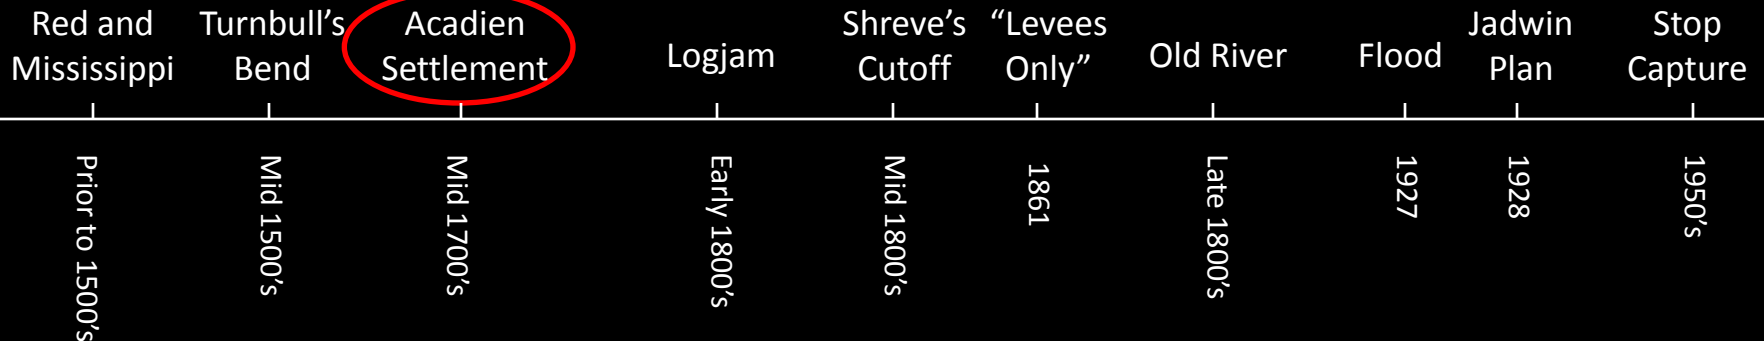 Red and
Mississippi
Turnbull’s
Bend
Acadien
Settlement
Logjam
Shreve’s
Cutoff
“Levees
Only”
Old River
Flood
Jadwin
Plan
Stop
Capture
Prior to 1500’s
Mid 1500’s
Mid 1700’s
Early 1800’s
Mid 1800’s
1861
Late 1800’s
1927
1928
1950’s